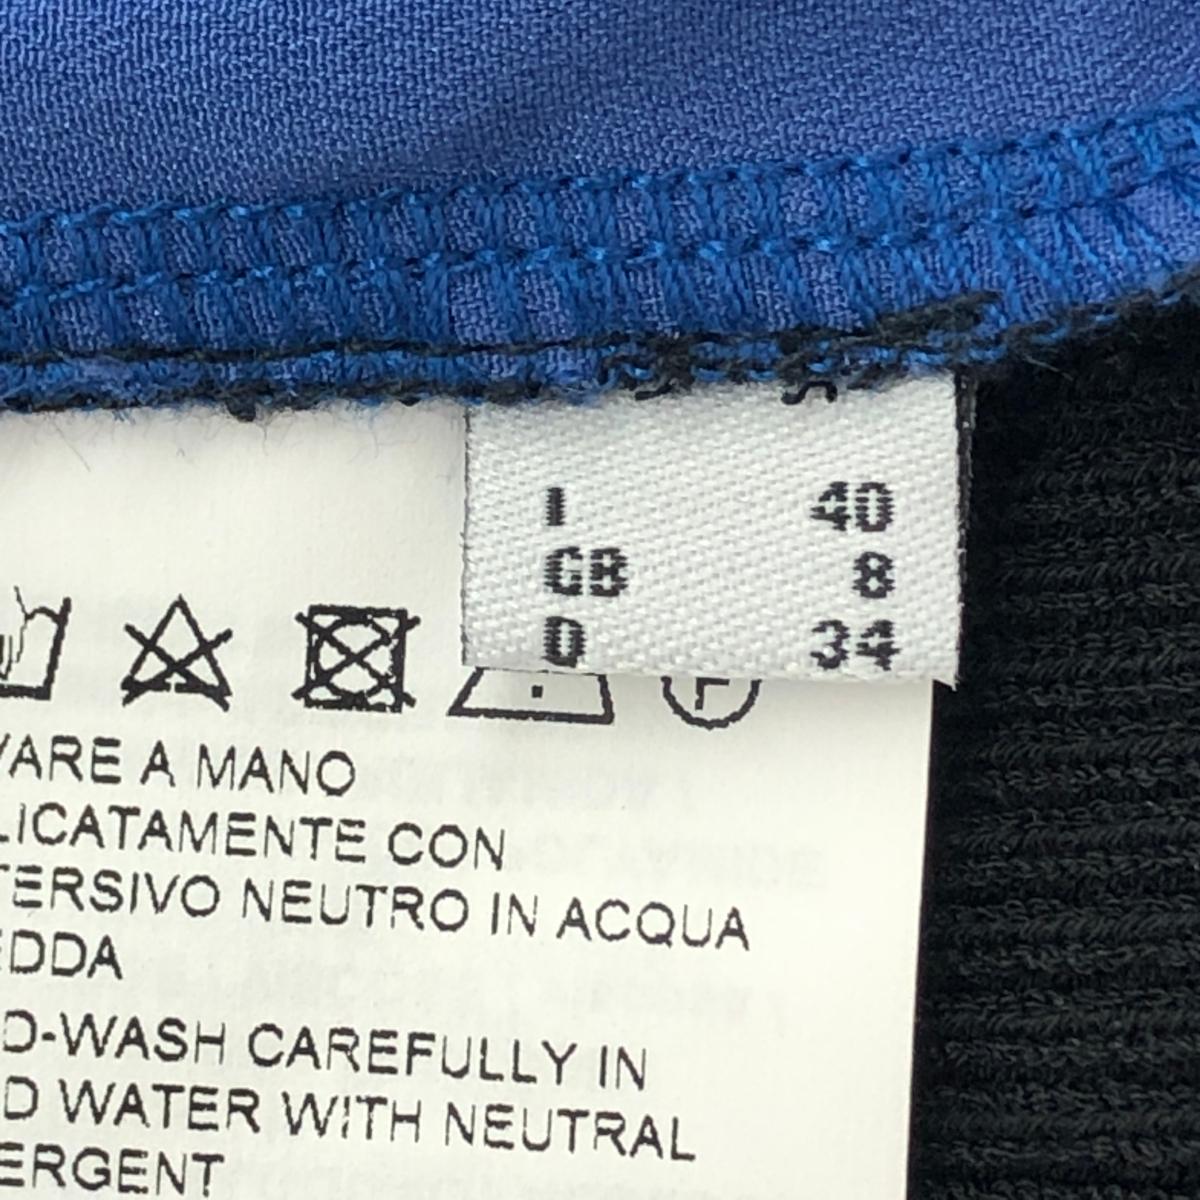 I 40
GB 8
D 34
P
VARE A MANO
LICATAMENTE CON
TERSIVO NEUTRO IN ACQUA
EDDA
D-WASH CAREFULLY IN
D WATER WITH NEUTRAL
ERGENT